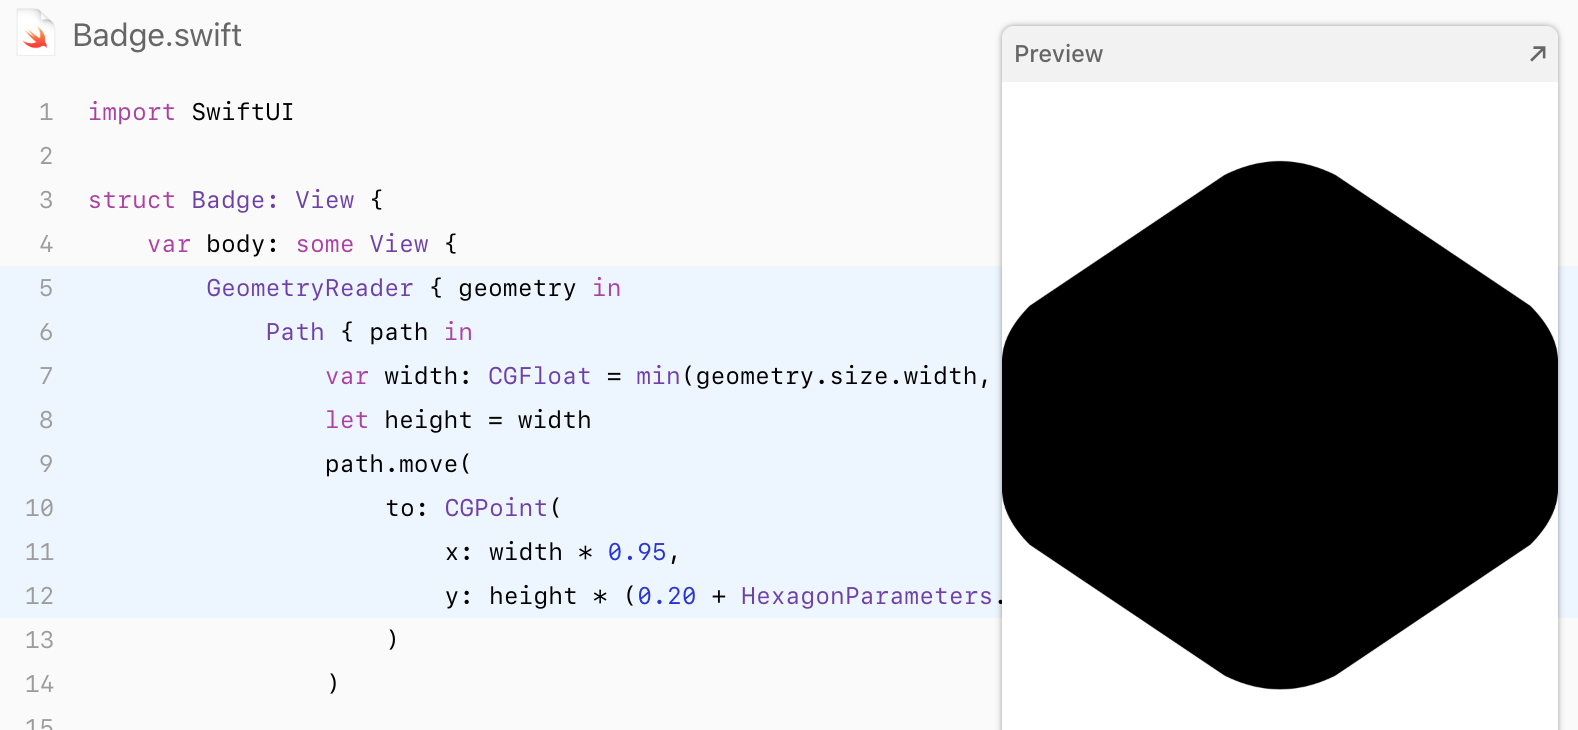 Badge.swift
Preview
1 import SwiftUI
2
3 struct Badge: View {
4 var body: some View {
5 GeometryReader { geometry in
6 Path { path in
7 var width: CGFloat = min(geometry.size.width,
8 let height = width
9 path.move(
10 to: CGPoint(
11 x: width * 0.95,
12 y: height * (0.20 + HexagonParameters.
13 )
14 )
15